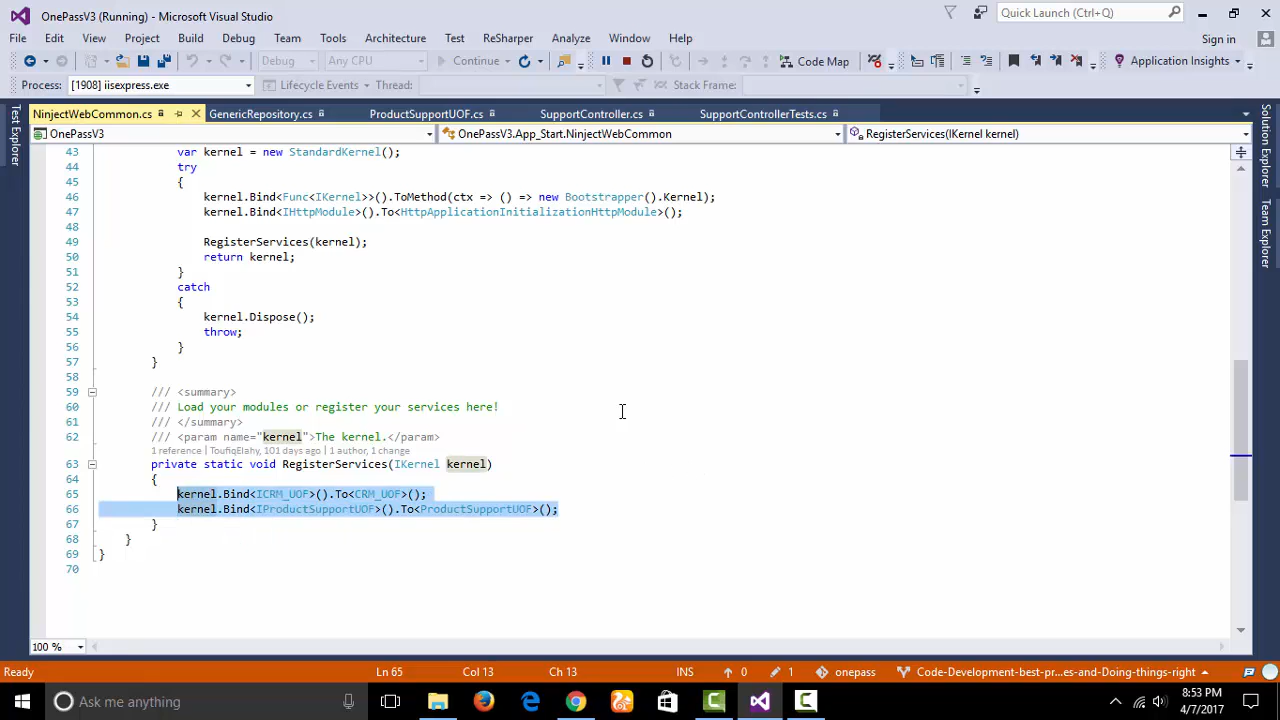 OnePassV3 (Running) - Microsoft Visual Studio
Quick Launch (Ctrl+Q)
File Edit View Project Build Debug Team Tools Architecture Test ReSharper Analyze Window Help
Sign in
Debug Any CPU Continue Code Map Application Insights
Process: [1908] iisexpress.exe Lifecycle Events Thread: Stack Frame:
NinjectWebCommon.cs GenericRepository.cs ProductSupportUOF.cs SupportController.cs SupportControllerTests.cs
OnePassV3 OnePassV3.App_Start.NinjectWebCommon RegisterServices(IKernel kernel)
Test Explorer
Solution Explorer
Team Explorer
43 var kernel = new StandardKernel();
44 try
45 {
46 kernel.Bind<Func<IKernel>>().ToMethod(ctx => () => new Bootstrapper().Kernel);
47 kernel.Bind<IHttpModule>().To<HttpApplicationInitializationHttpModule>();
48
49 RegisterServices(kernel);
50 return kernel;
51 }
52 catch
53 {
54 kernel.Dispose();
55 throw;
56 }
57 }
58
59 /// <summary>
60 /// Load your modules or register your services here!
61 /// </summary>
62 /// <param name="kernel">The kernel.</param>
1 reference | ToufiqElahy, 101 days ago | 1 author, 1 change
63 private static void RegisterServices(IKernel kernel)
64 {
65 kernel.Bind<ICRM_UOF>().To<CRM_UOF>();
66 kernel.Bind<IProductSupportUOF>().To<ProductSupportUOF>();
67 }
68 }
69 }
70
100 %
Ready Ln 65 Col 13 Ch 13 INS 0 1 onepass Code-Development-best-pr...es-and-Doing-things-right
Ask me anything
8:53 PM
4/7/2017